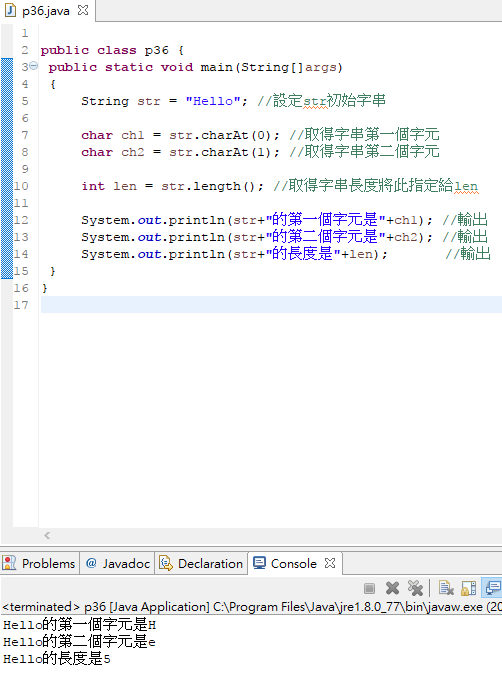 p36.java
1
2 public class p36 {
3 public static void main(String[]args)
4 {
5 String str = "Hello"; //設定str初始字串
6
7 char ch1 = str.charAt(0); //取得字串第一個字元
8 char ch2 = str.charAt(1); //取得字串第二個字元
9
10 int len = str.length(); //取得字串長度將此指定給len
11
12 System.out.println(str+"的第一個字元是"+ch1); //輸出
13 System.out.println(str+"的第二個字元是"+ch2); //輸出
14 System.out.println(str+"的長度是"+len); //輸出
15 }
16 }
17
Problems @ Javadoc Declaration Console
<terminated> p36 [Java Application] C:\Program Files\Java\jre1.8.0_77\bin\javaw.exe (20
Hello的第一個字元是H
Hello的第二個字元是e
Hello的長度是5